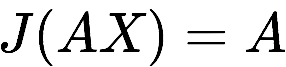 J(AX) = A